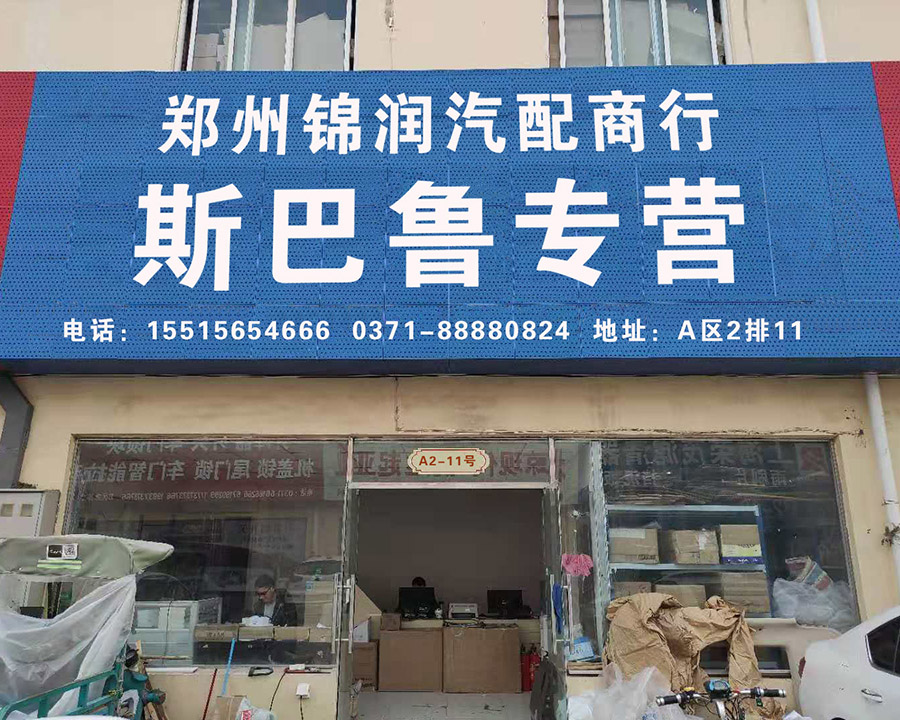 郑州锦润汽配商行
斯巴鲁专营
电话：15515654666 0371-88880824 地址：A区2排11
A2-11号
机盖锁 尾门锁 车门智能拉